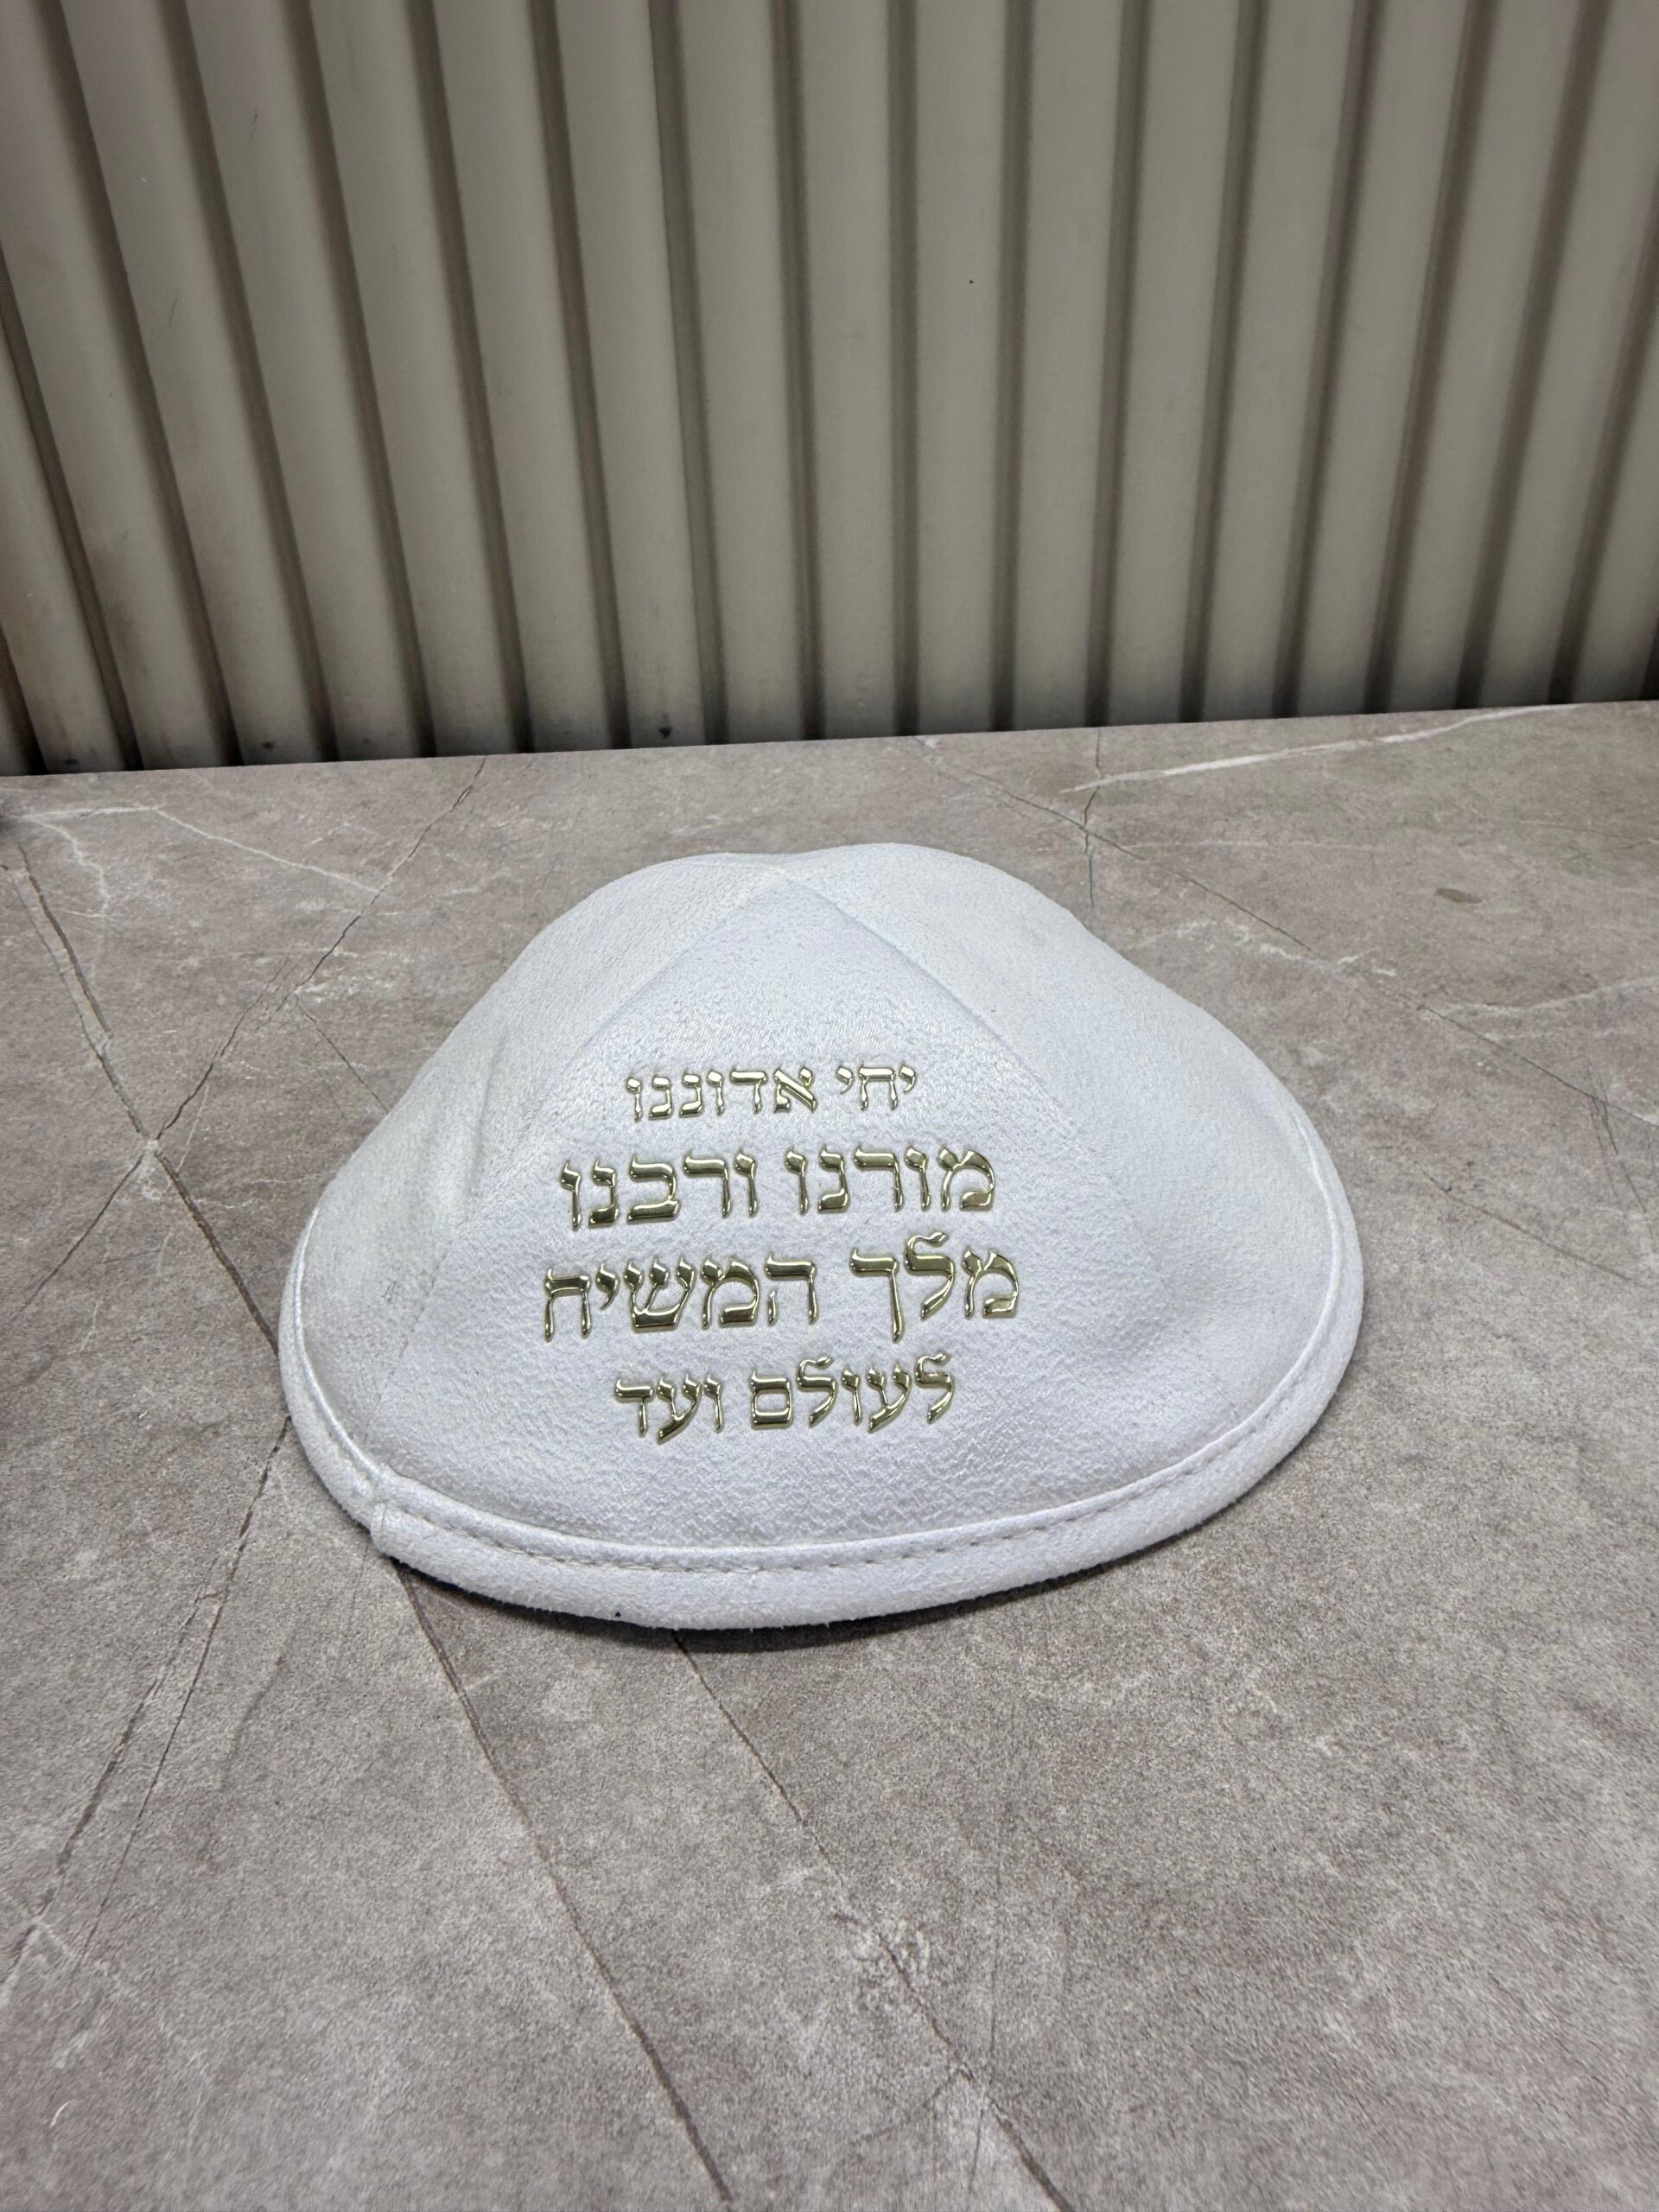 יחי אדוננו
מורנו ורבנו
מלך המשיח
לעולם ועד